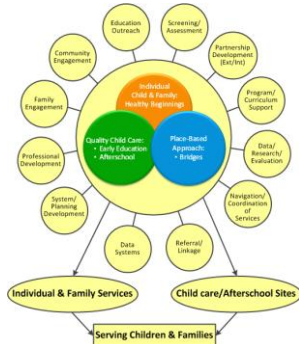 Education
Outreach
Screening/
Assessment
Community
Engagement
Partnership
Development
(Ext/Int)
Individual
Child & Family:
Healthy Beginnings
Family
Engagement
Program/
Curriculum
Support
Quality Child Care:
• Early Education
• Afterschool
Place-Based
Approach:
• Bridges
Professional
Development
Data/
Research/
Evaluation
System/
Planning
Development
Navigation/
Coordination
of Services
Data
Systems
Referral/
Linkage
Individual & Family Services
Child care/Afterschool Sites
Serving Children & Families